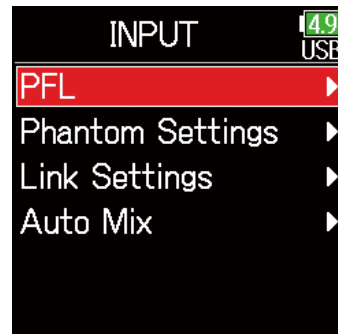 INPUT
4.9
USB
PFL
Phantom Settings
Link Settings
Auto Mix